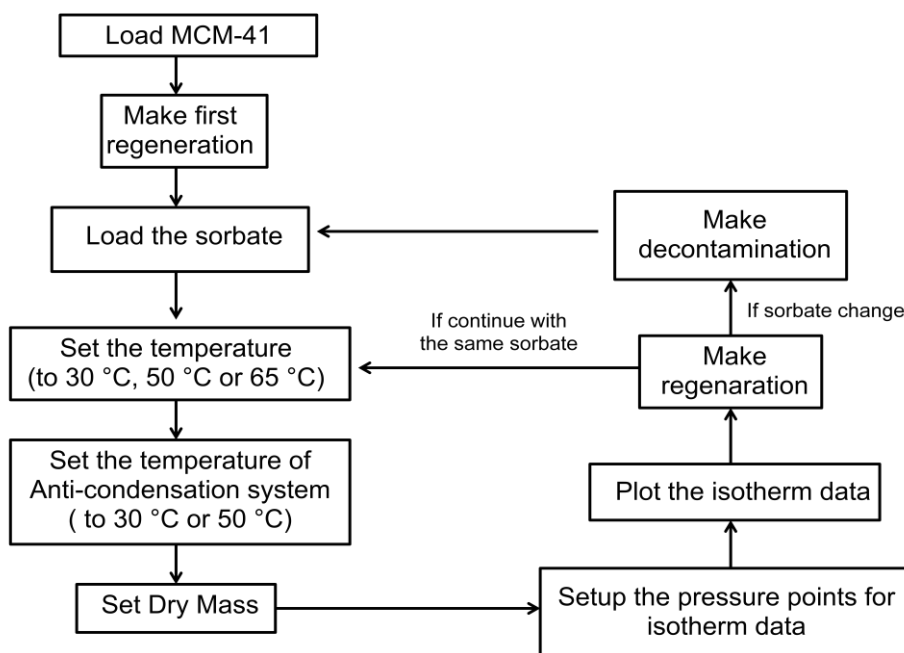 Load MCM-41
Make first
regeneration
Load the sorbate
Set the temperature
(to 30 °C, 50 °C or 65 °C)
Set the temperature of
Anti-condensation system
( to 30 °C or 50 °C)
Set Dry Mass
Setup the pressure points for
isotherm data
Plot the isotherm data
Make
regenaration
If continue with
the same sorbate
If sorbate change
Make
decontamination